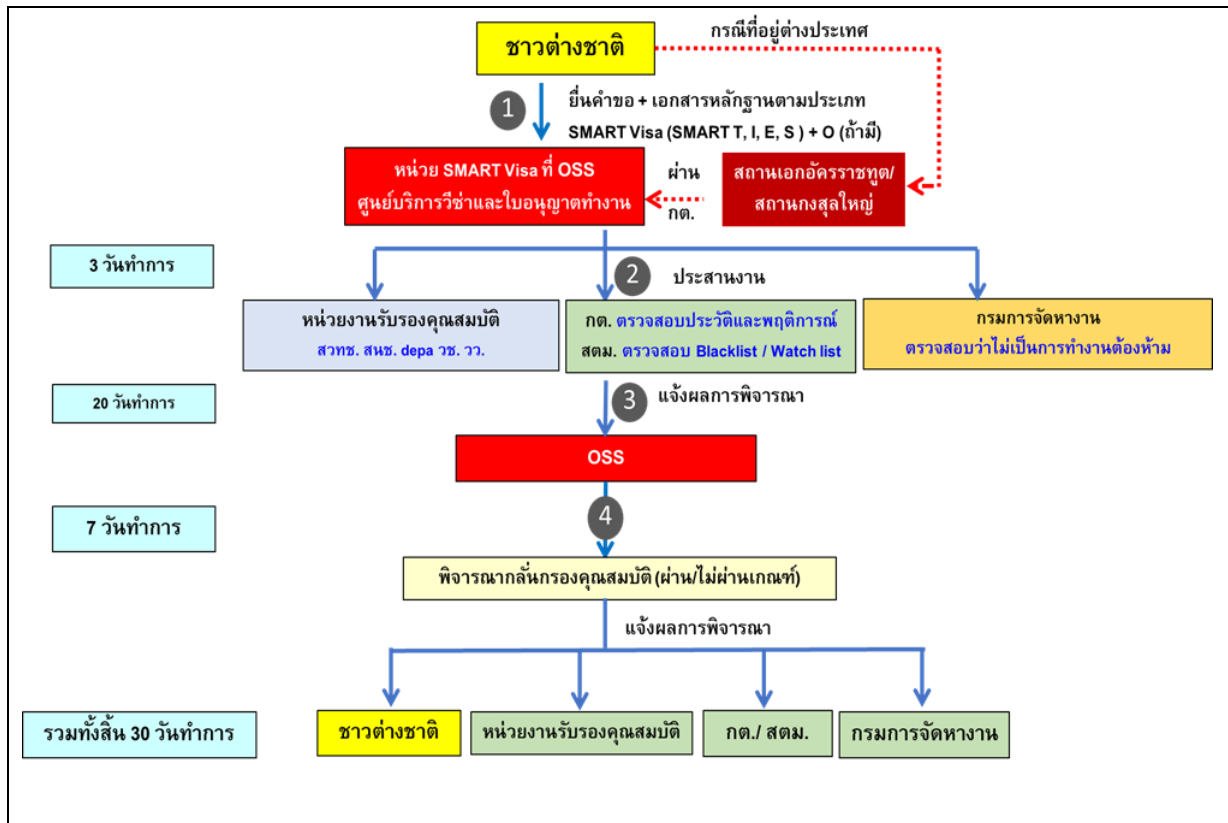 ชาวต่างชาติ
กรณีที่อยู่ต่างประเทศ
1
ยื่นคำขอ + เอกสารหลักฐานตามประเภท
SMART Visa (SMART T, I, E, S ) + O (ถ้ามี)
หน่วย SMART Visa ที่ OSS
ศูนย์บริการวีซ่าและใบอนุญาตทำงาน
ผ่าน
กต.
สถานเอกอัครราชทูต/
สถานกงสุลใหญ่
3 วันทำการ
2
ประสานงาน
หน่วยงานรับรองคุณสมบัติ
สวทช. สนช. depa วช. วว.
กต. ตรวจสอบประวัติและพฤติการณ์
สตม. ตรวจสอบ Blacklist / Watch list
กรมการจัดหางาน
ตรวจสอบว่าไม่เป็นการทำงานต้องห้าม
20 วันทำการ
3
แจ้งผลการพิจารณา
OSS
7 วันทำการ
4
พิจารณากลั่นกรองคุณสมบัติ (ผ่าน/ไม่ผ่านเกณฑ์)
แจ้งผลการพิจารณา
รวมทั้งสิ้น 30 วันทำการ
ชาวต่างชาติ
หน่วยงานรับรองคุณสมบัติ
กต./ สตม.
กรมการจัดหางาน